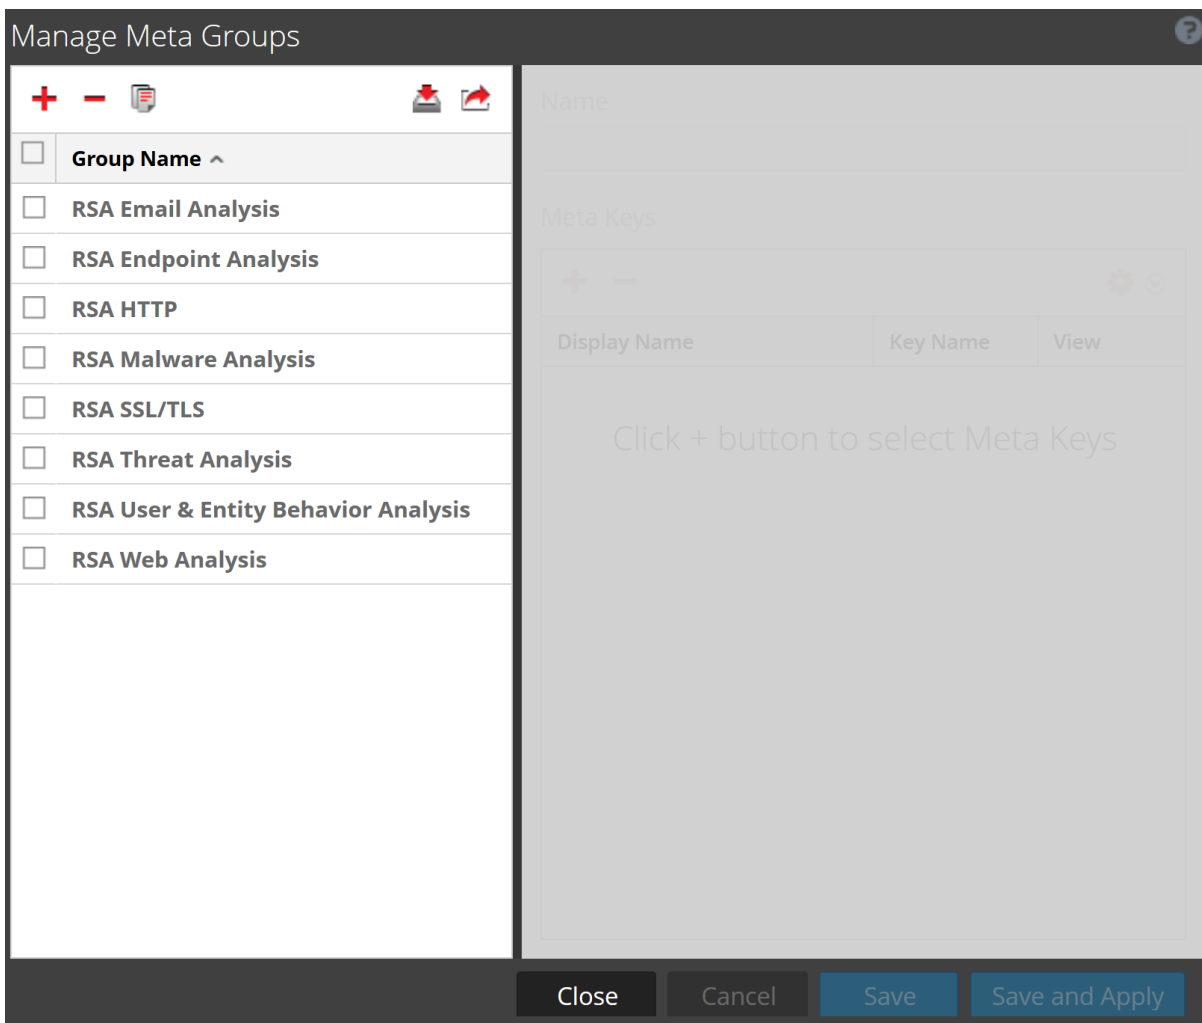 Manage Meta Groups
Group Name
RSA Email Analysis
RSA Endpoint Analysis
RSA HTTP
RSA Malware Analysis
RSA SSL/TLS
RSA Threat Analysis
RSA User & Entity Behavior Analysis
RSA Web Analysis
Name
Meta Keys
Display Name Key Name View
Click + button to select Meta Keys
Close Cancel Save Save and Apply